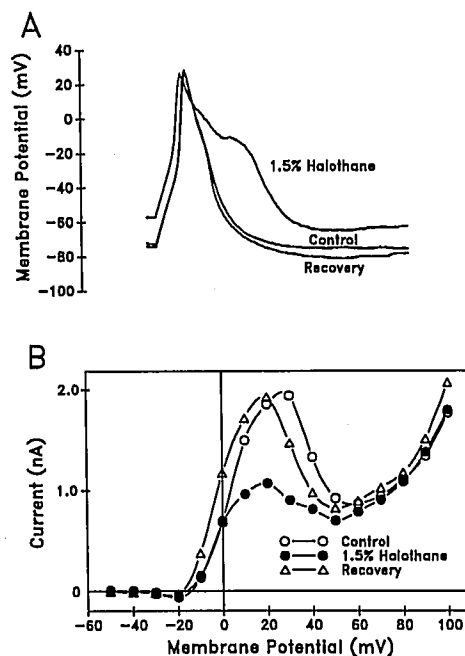 A
Membrane Potential (mV)
40
20
0
-20
-40
-60
-80
-100
1.5% Halothane
Control
Recovery
B
Current (nA)
2.0
1.0
0
Control
1.5% Halothane
Recovery
-60 -40 -20 0 20 40 60 80 100
Membrane Potential (mV)